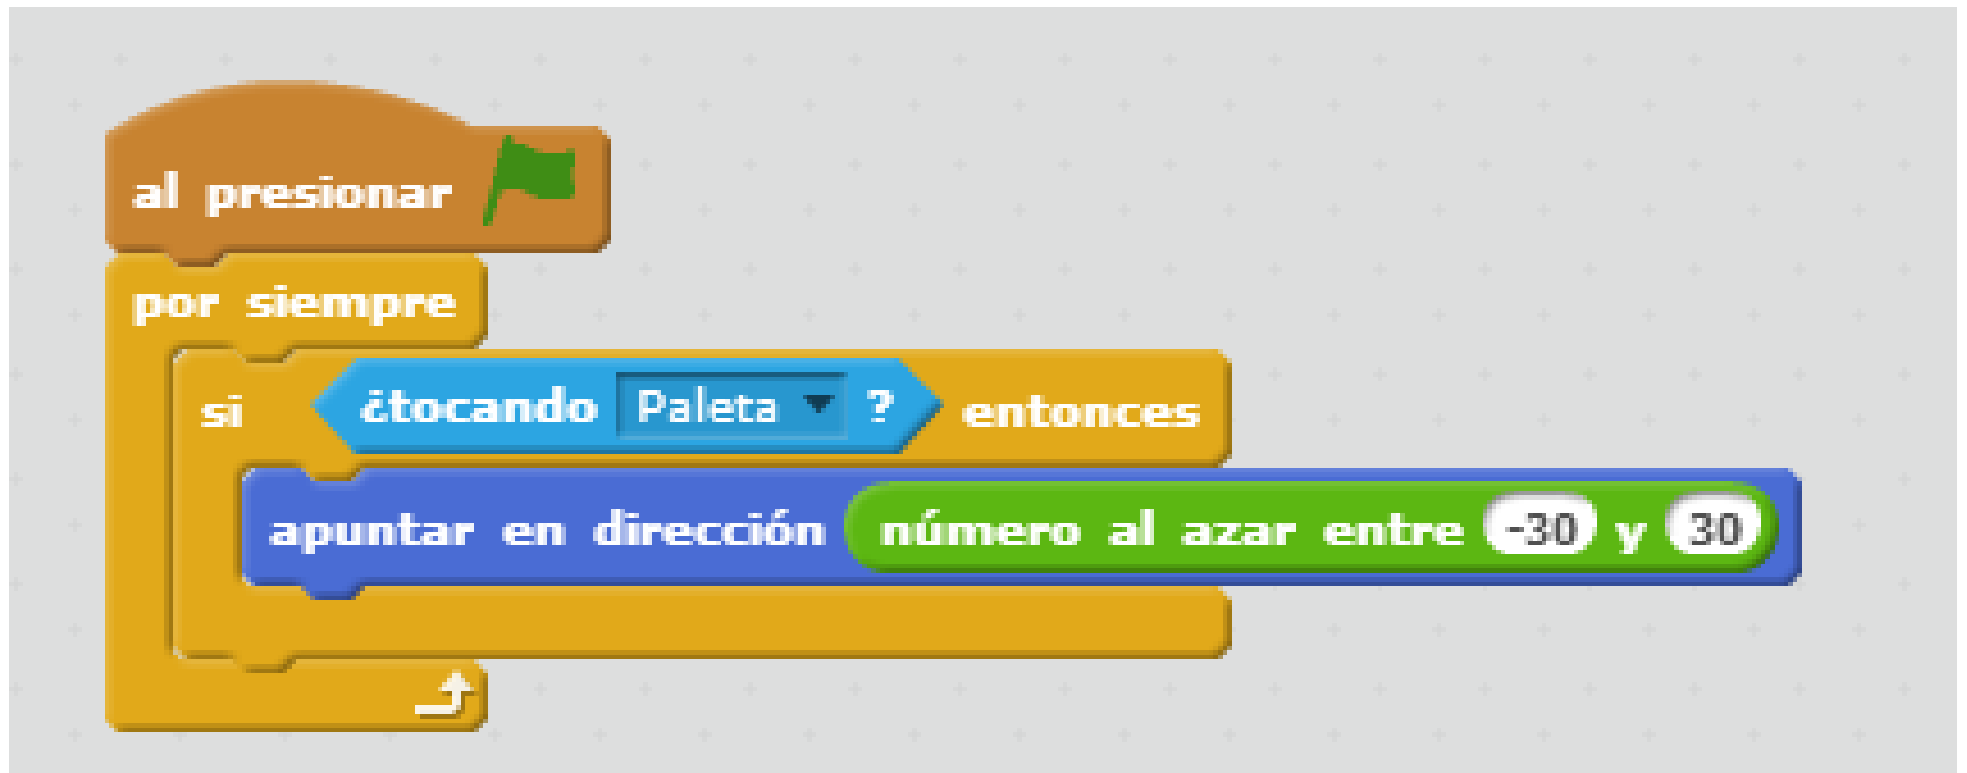 al presionar
por siempre
si ¿tocando Paleta ? entonces
apuntar en dirección número al azar entre -30 y 30